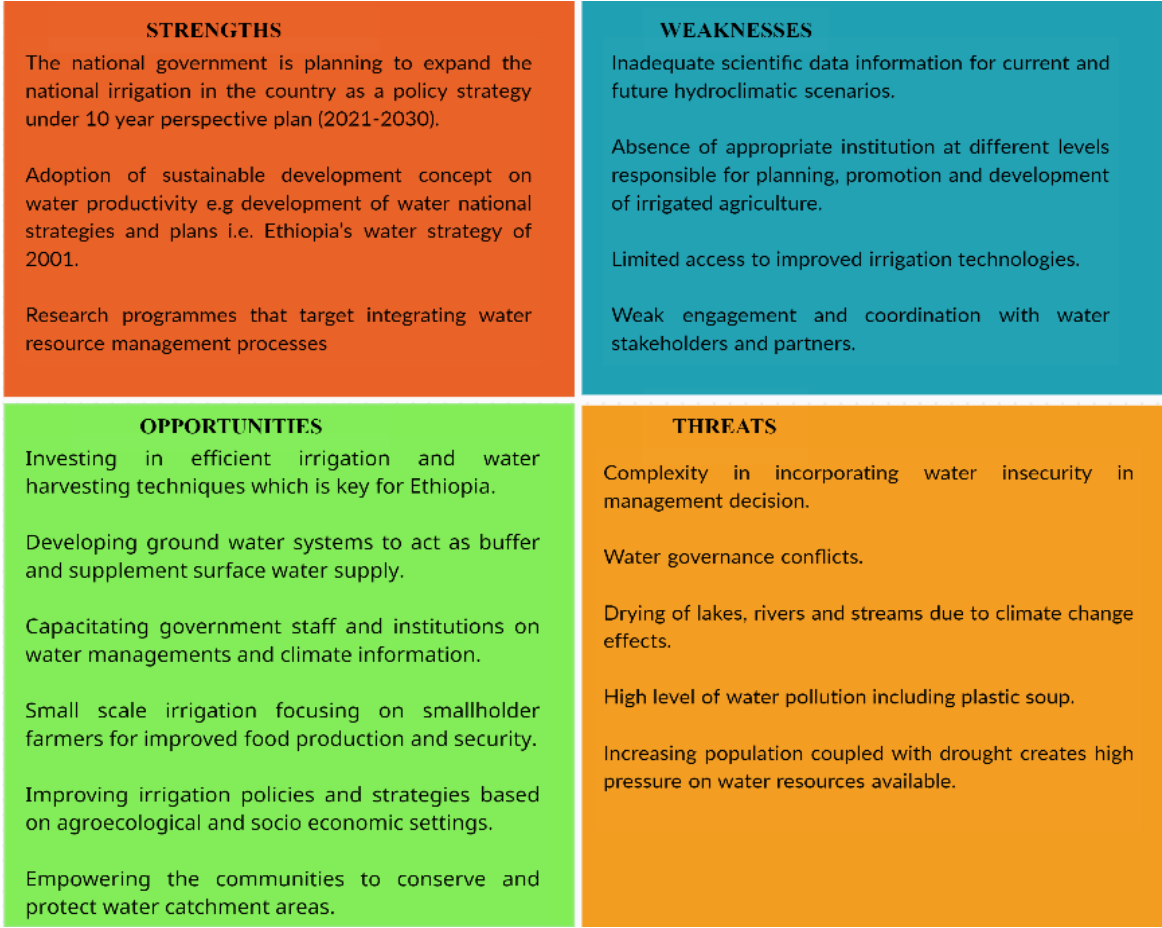 STRENGTHS
The national government is planning to expand the
national irrigation in the country as a policy strategy
under 10 year perspective plan (2021-2030).
Adoption of sustainable development concept on
water productivity e.g development of water national
strategies and plans i.e. Ethiopia's water strategy of
2001.
Research programmes that target integrating water
resource management processes
WEAKNESSES
Inadequate scientific data information for current and
future hydroclimatic scenarios.
Absence of appropriate institution at different levels
responsible for planning, promotion and development
of irrigated agriculture.
Limited access to improved irrigation technologies.
Weak engagement and coordination with water
stakeholders and partners.
OPPORTUNITIES
Investing in efficient irrigation and water
harvesting techniques which is key for Ethiopia.
Developing ground water systems to act as buffer
and supplement surface water supply.
Capacitating government staff and institutions on
water managements and climate information.
Small scale irrigation focusing on smallholder
farmers for improved food production and security.
Improving irrigation policies and strategies based
on agroecological and socio economic settings.
Empowering the communities to conserve and
protect water catchment areas.
THREATS
Complexity in incorporating water insecurity in
management decision.
Water governance conflicts.
Drying of lakes, rivers and streams due to climate change
effects.
High level of water pollution including plastic soup.
Increasing population coupled with drought creates high
pressure on water resources available.